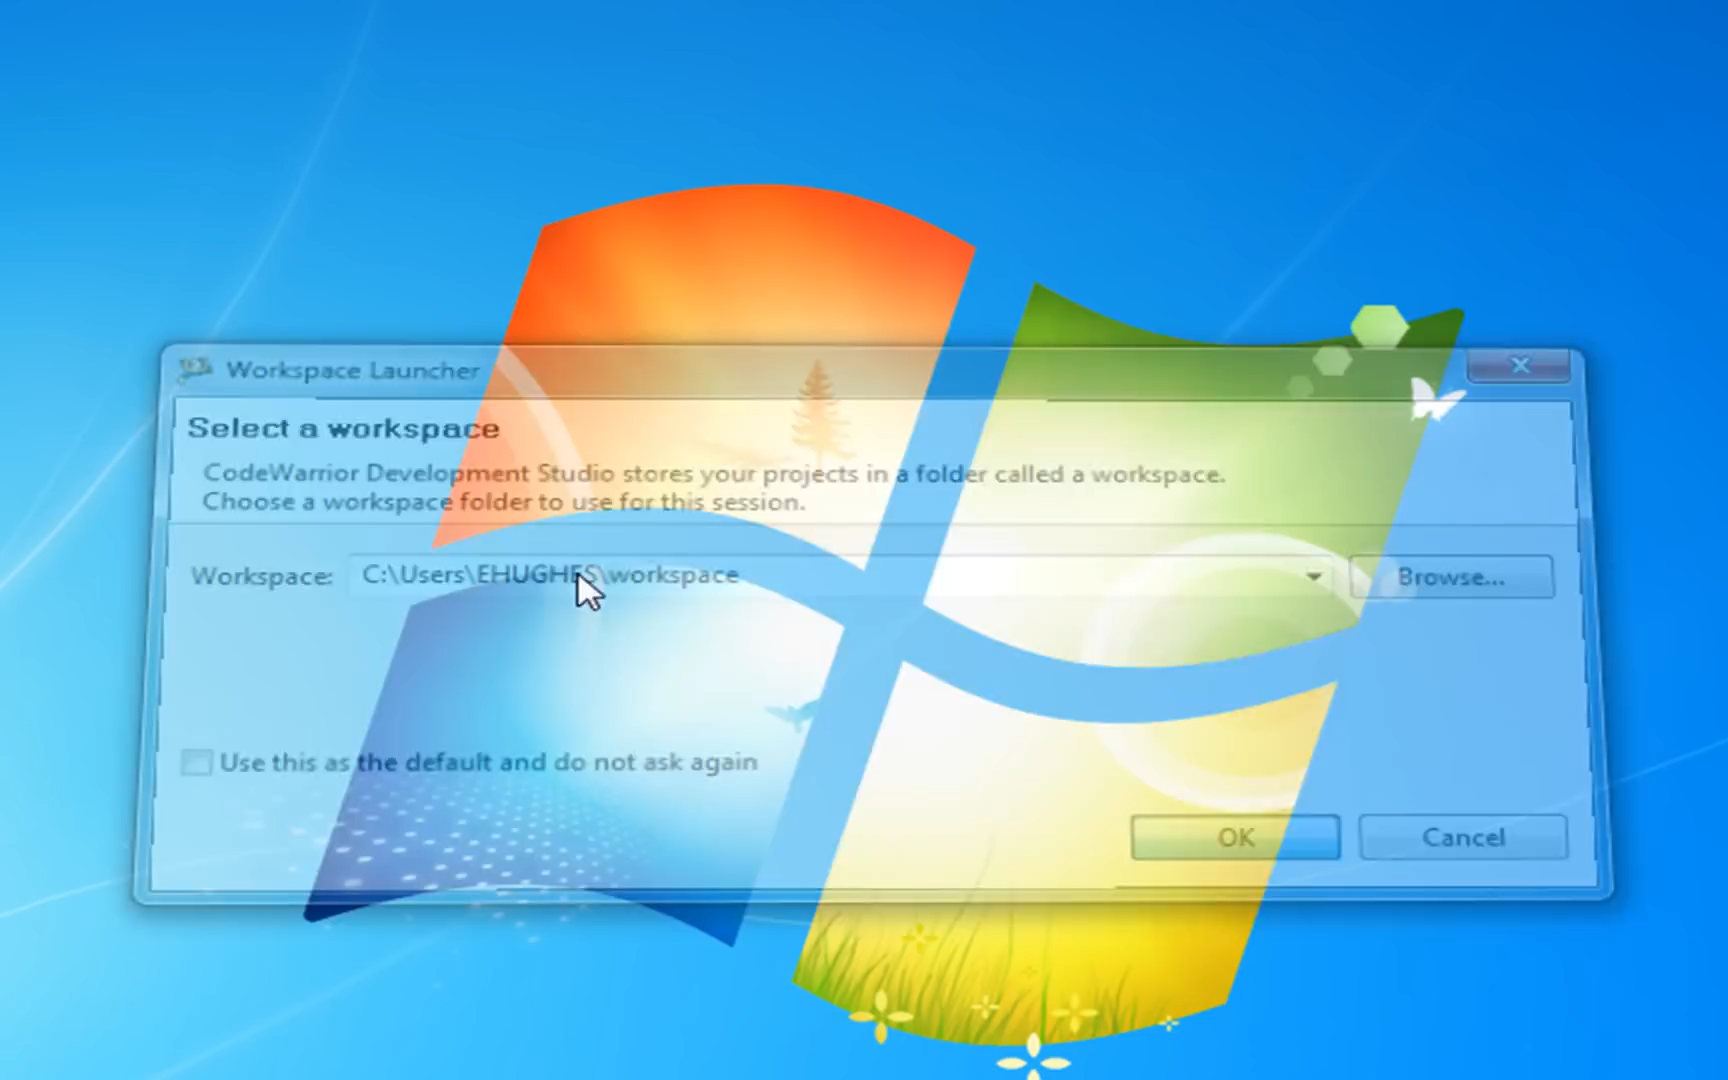 Workspace Launcher
Select a workspace
CodeWarrior Development Studio stores your projects in a folder called a workspace.
Choose a workspace folder to use for this session.
Workspace: C:\Users\EHUGHES\workspace Browse...
Use this as the default and do not ask again
OK Cancel